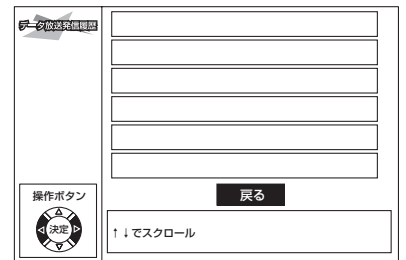 データ放送発信履歴
戻る
操作ボタン
決定
↑↓でスクロール